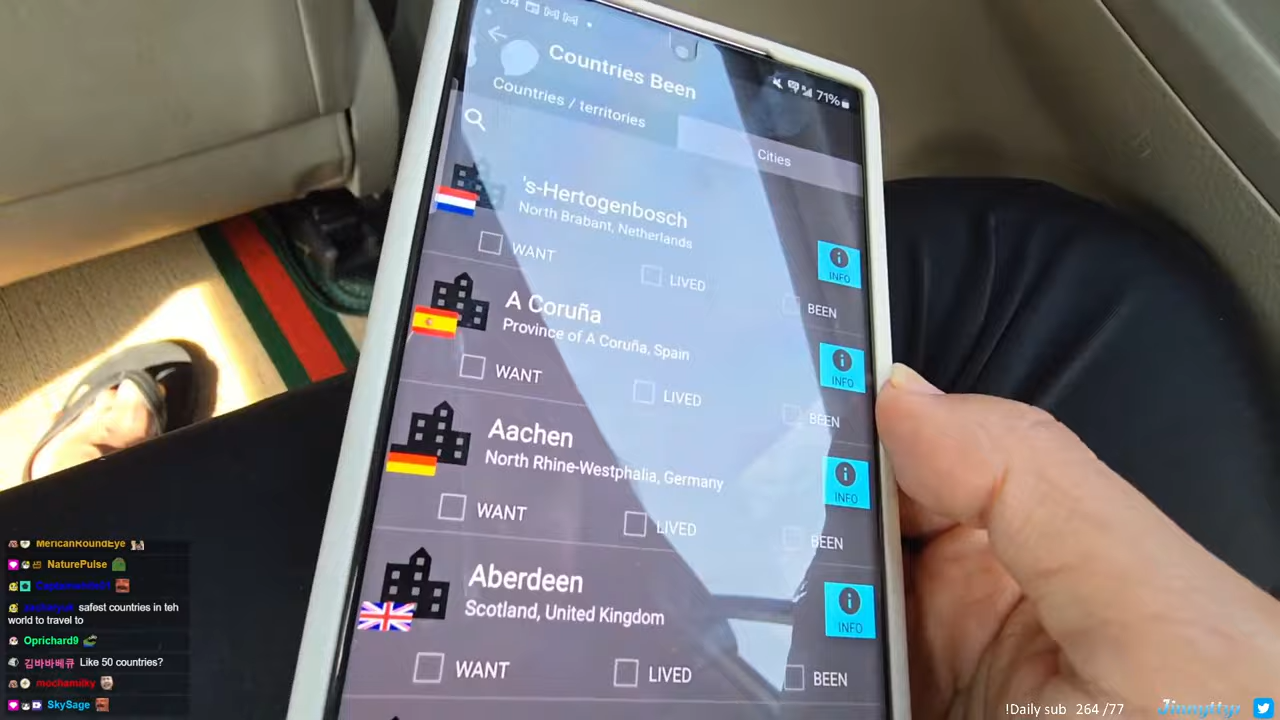 Countries Been
71%
Countries / territories
Cities
's-Hertogenbosch
North Brabant, Netherlands
WANT
LIVED
BEEN
INFO
A Coruña
Province of A Coruña, Spain
WANT
LIVED
BEEN
INFO
Aachen
North Rhine-Westphalia, Germany
WANT
LIVED
BEEN
INFO
Aberdeen
Scotland, United Kingdom
WANT
LIVED
BEEN
INFO
MericanRoundEye
NaturePulse
safest countries in teh
world to travel to
Oprichard9
김바바베큐 Like 50 countries?
mochamilky
SkySage
!Daily sub 264 /77
Jinnytty